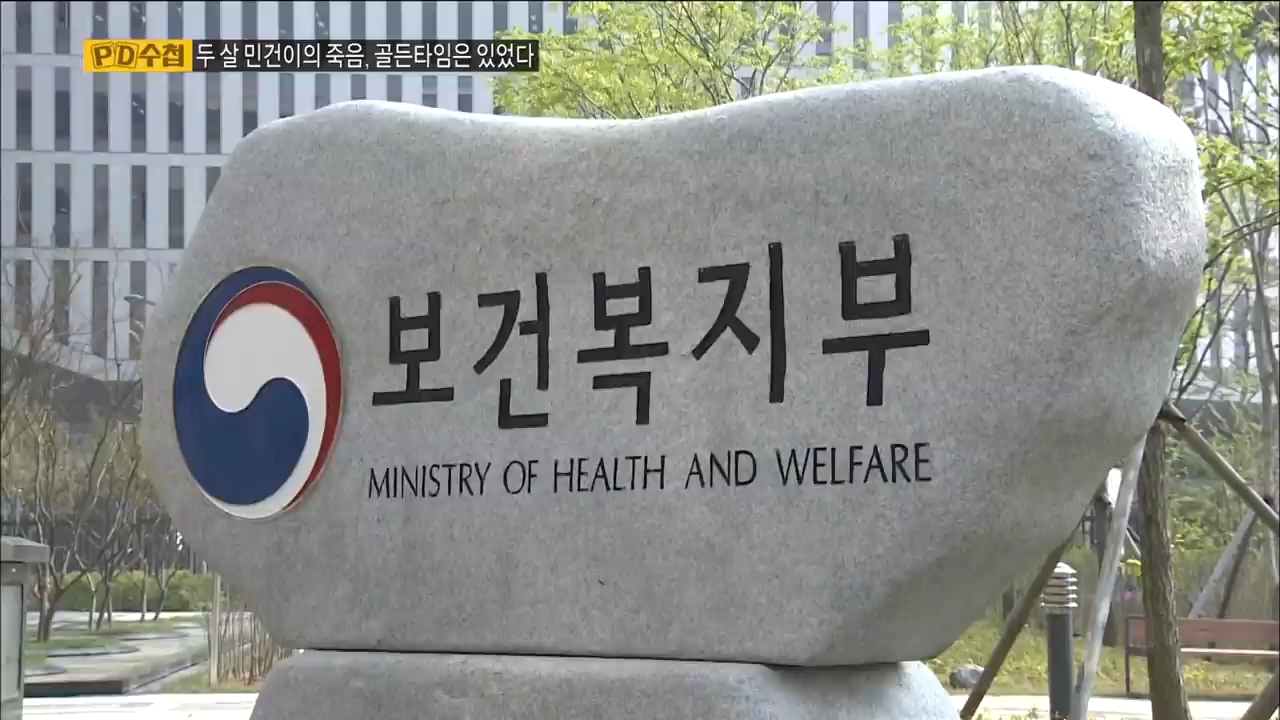 PD수첩 두 살 민건이의 죽음, 골든타임은 있었다
보건복지부
MINISTRY OF HEALTH AND WELFARE